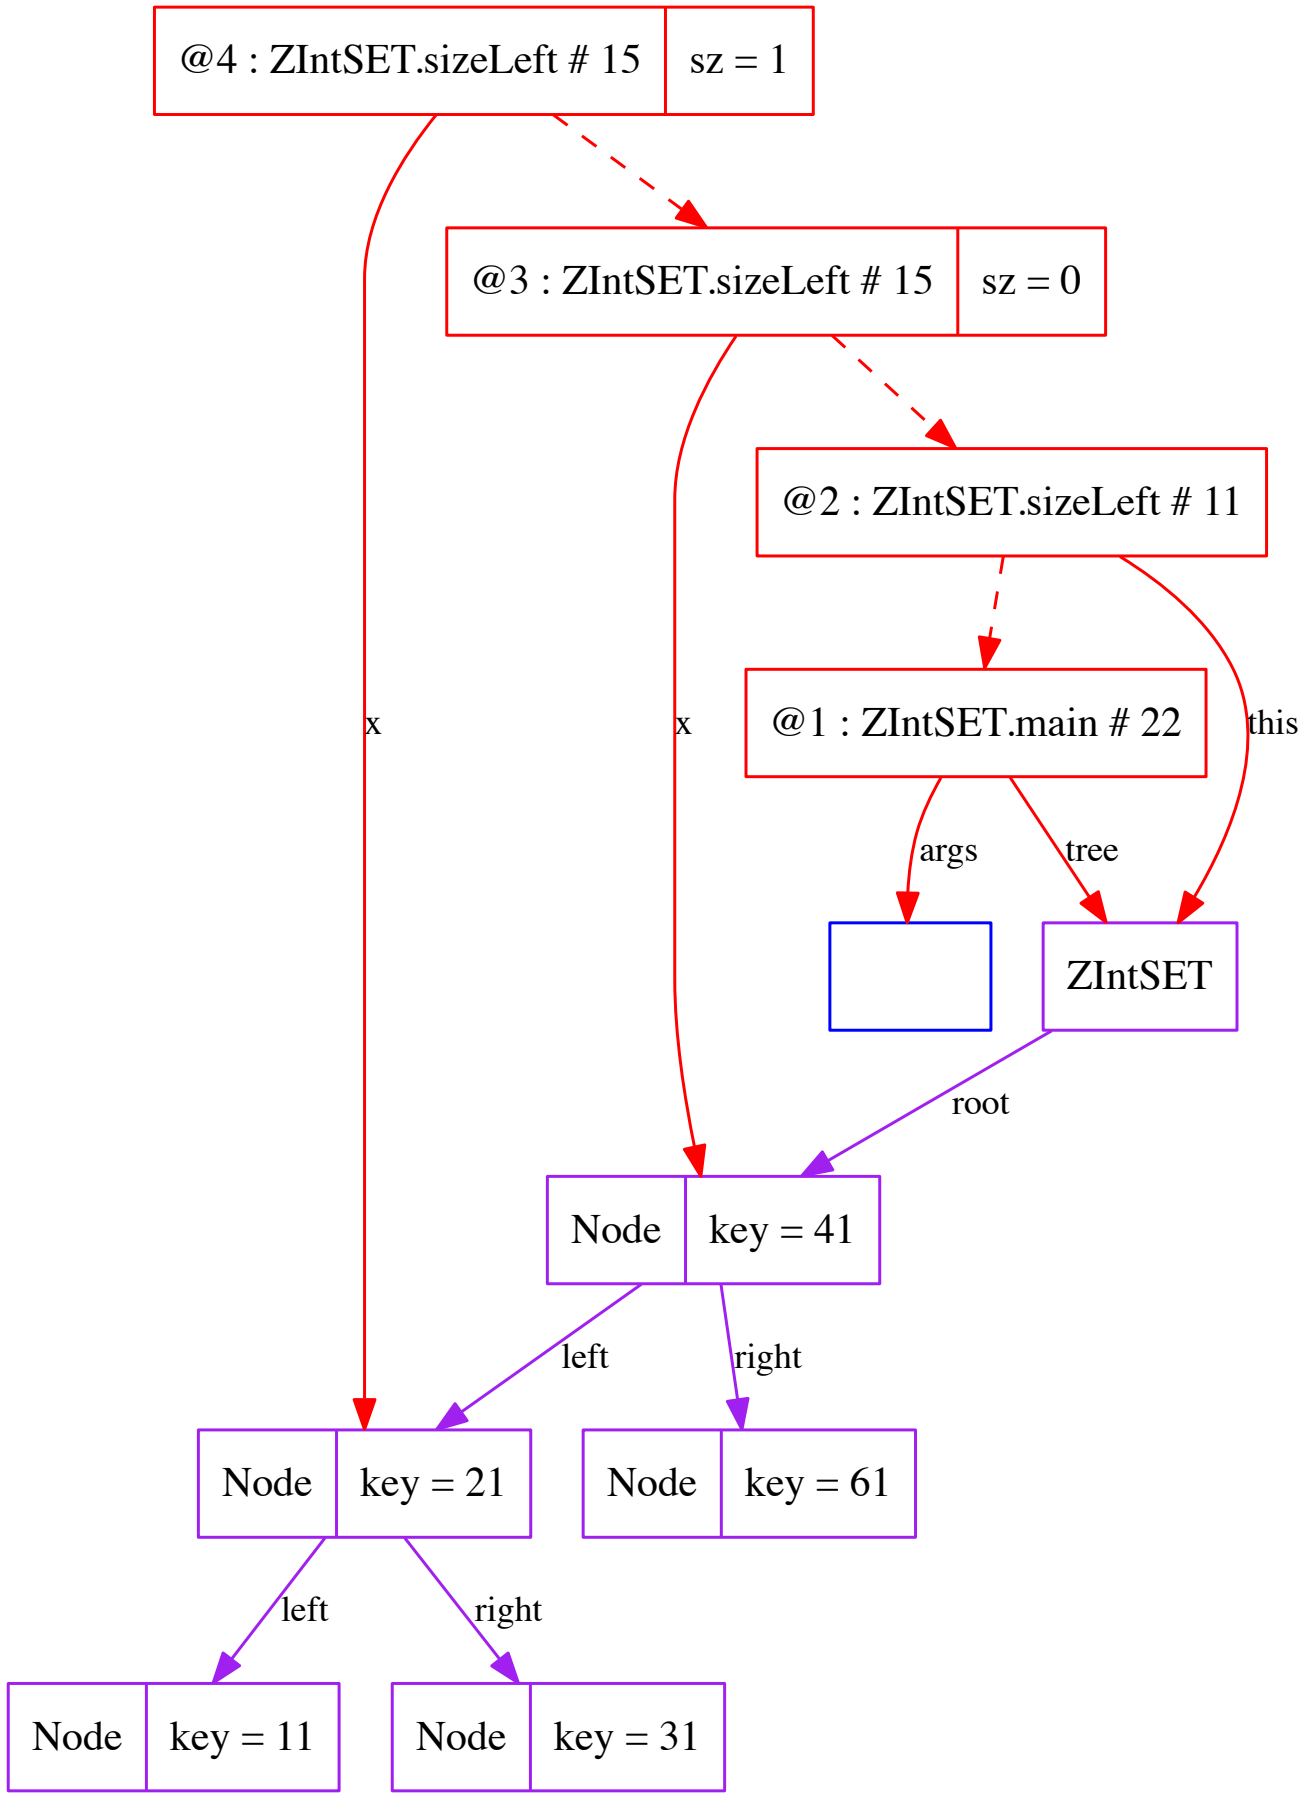 @4 : ZIntSET.sizeLeft # 15 sz = 1
@3 : ZIntSET.sizeLeft # 15 sz = 0
@2 : ZIntSET.sizeLeft # 11
x x @1 : ZIntSET.main # 22 this
args tree
ZIntSET
root
Node key = 41
left right
Node key = 21 Node key = 61
left right
Node key = 11 Node key = 31